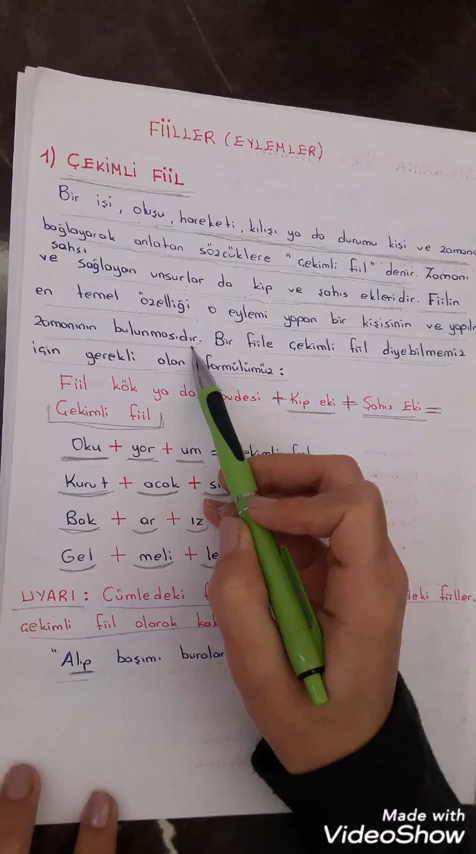 FİİLLER (EYLEMLER)
1) ÇEKİMLİ FİİL
Bir işi, oluşu, hareketi, kılışı ya da durumu kişi ve zamana
bağlayarak anlatan sözcüklere "çekimli fiil" denir. Zamanı
ve şahsı sağlayan unsurlar da kip ve şahıs ekleridir. Fiilin
en temel özelliği o eylemi yapan bir kişisinin ve
zamanının bulunmasıdır. Bir fiile çekimli fiil diyebilmemiz
için gerekli olan formülümüz:
Fiil kök ya da + Kip eki + Şahıs Eki =
Çekimli fiil
Oku + yor + um =
Kurut + acak +
Bak + ar + ız
Gel + meli +
UYARI: Cümledeki fiiller,
çekimli fiil olarak
"Alıp başımı
Made with
VideoShow